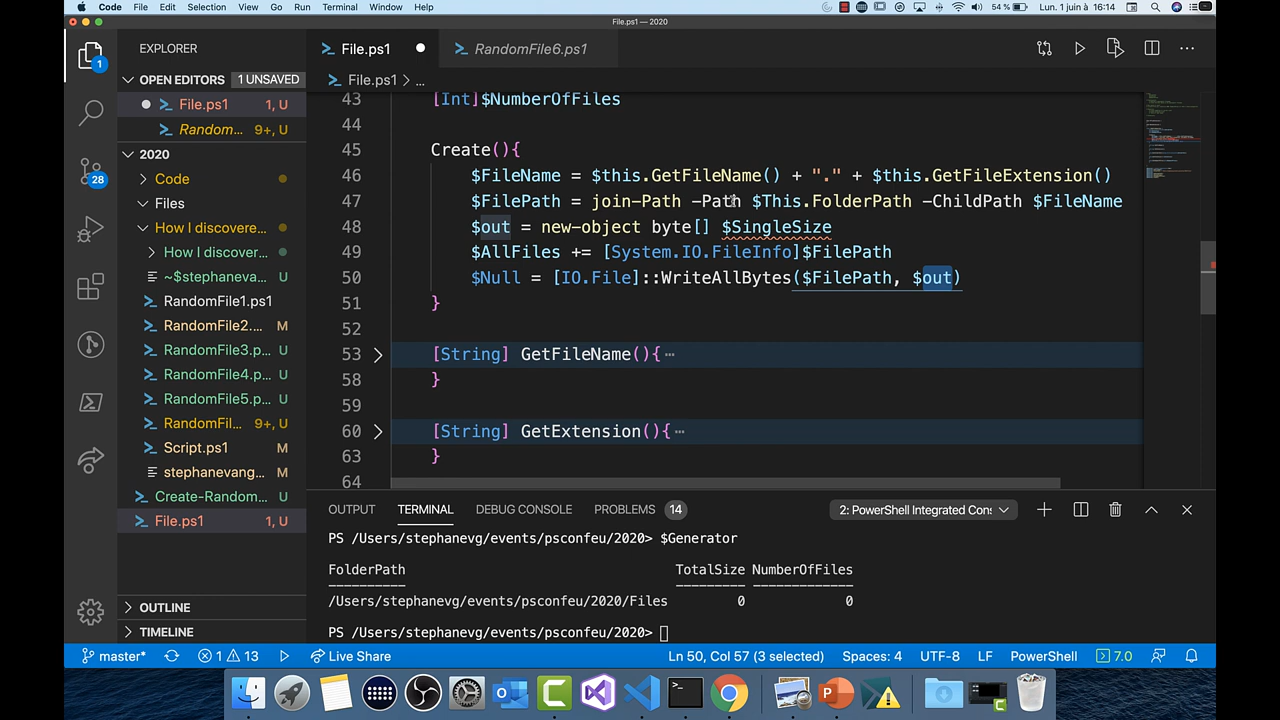 Code File Edit Selection View Go Run Terminal Window Help 54 % Lun. 1 juin à 16:14
File.ps1 — 2020
EXPLORER
File.ps1 RandomFile6.ps1
OPEN EDITORS 1 UNSAVED
File.ps1 > ...
File.ps1 1, U
Random... 9+, U
2020
Code
Files
How I discovere...
How I discover...
~$stephaneva... U
RandomFile1.ps1
RandomFile2.... M
RandomFile3.p... U
RandomFile4.p... U
RandomFile5.p... U
RandomFil... 9+, U
Script.ps1 M
stephanevang... M
Create-Random... U
File.ps1 1, U
OUTLINE
TIMELINE
1
28
43 [Int]$NumberOfFiles
44
45 Create(){
46 $FileName = $this.GetFileName() + "." + $this.GetFileExtension()
47 $FilePath = join-Path -Path $This.FolderPath -ChildPath $FileName
48 $out = new-object byte[] $SingleSize
49 $AllFiles += [System.IO.FileInfo]$FilePath
50 $Null = [IO.File]::WriteAllBytes($FilePath, $out)
51 }
52
53 [String] GetFileName(){ ...
58 }
59
60 [String] GetExtension(){ ...
63 }
64
OUTPUT TERMINAL DEBUG CONSOLE PROBLEMS 14 2: PowerShell Integrated Cons
PS /Users/stephanevg/events/psconfeu/2020> $Generator
FolderPath TotalSize NumberOfFiles
---------- --------- -------------
/Users/stephanevg/events/psconfeu/2020/Files 0 0
PS /Users/stephanevg/events/psconfeu/2020>
master* 1 13 Live Share Ln 50, Col 57 (3 selected) Spaces: 4 UTF-8 LF PowerShell 7.0